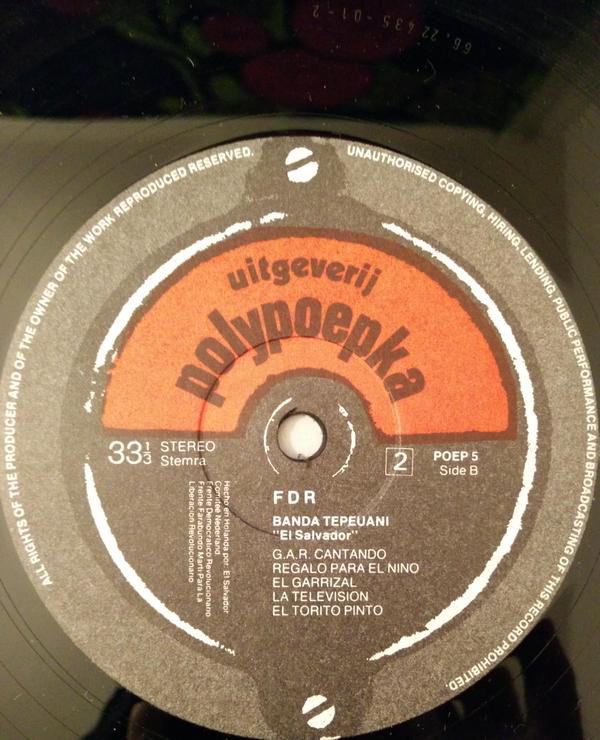 66.22 435-01-2
ALL RIGHTS OF THE PRODUCER AND OF THE OWNER OF THE WORK REPRODUCED RESERVED.
UNAUTHORISED COPYING, HIRING, LENDING, PUBLIC PERFORMANCE AND BROADCASTING OF THIS RECORD PROHIBITED.
uitgeverij
polypoepka
33 1/3
STEREO
Stemra
2
POEP 5
Side B
Hecho en Holanda por: El Salvador
Comitée Nederland
Frente Democratico Revolucionario
Frente Farabundo Marti Para La
Liberacion Revolucionario
FDR
BANDA TEPEUANI
"El Salvador"
G.A.R. CANTANDO
REGALO PARA EL NINO
EL GARRIZAL
LA TELEVISION
EL TORITO PINTO